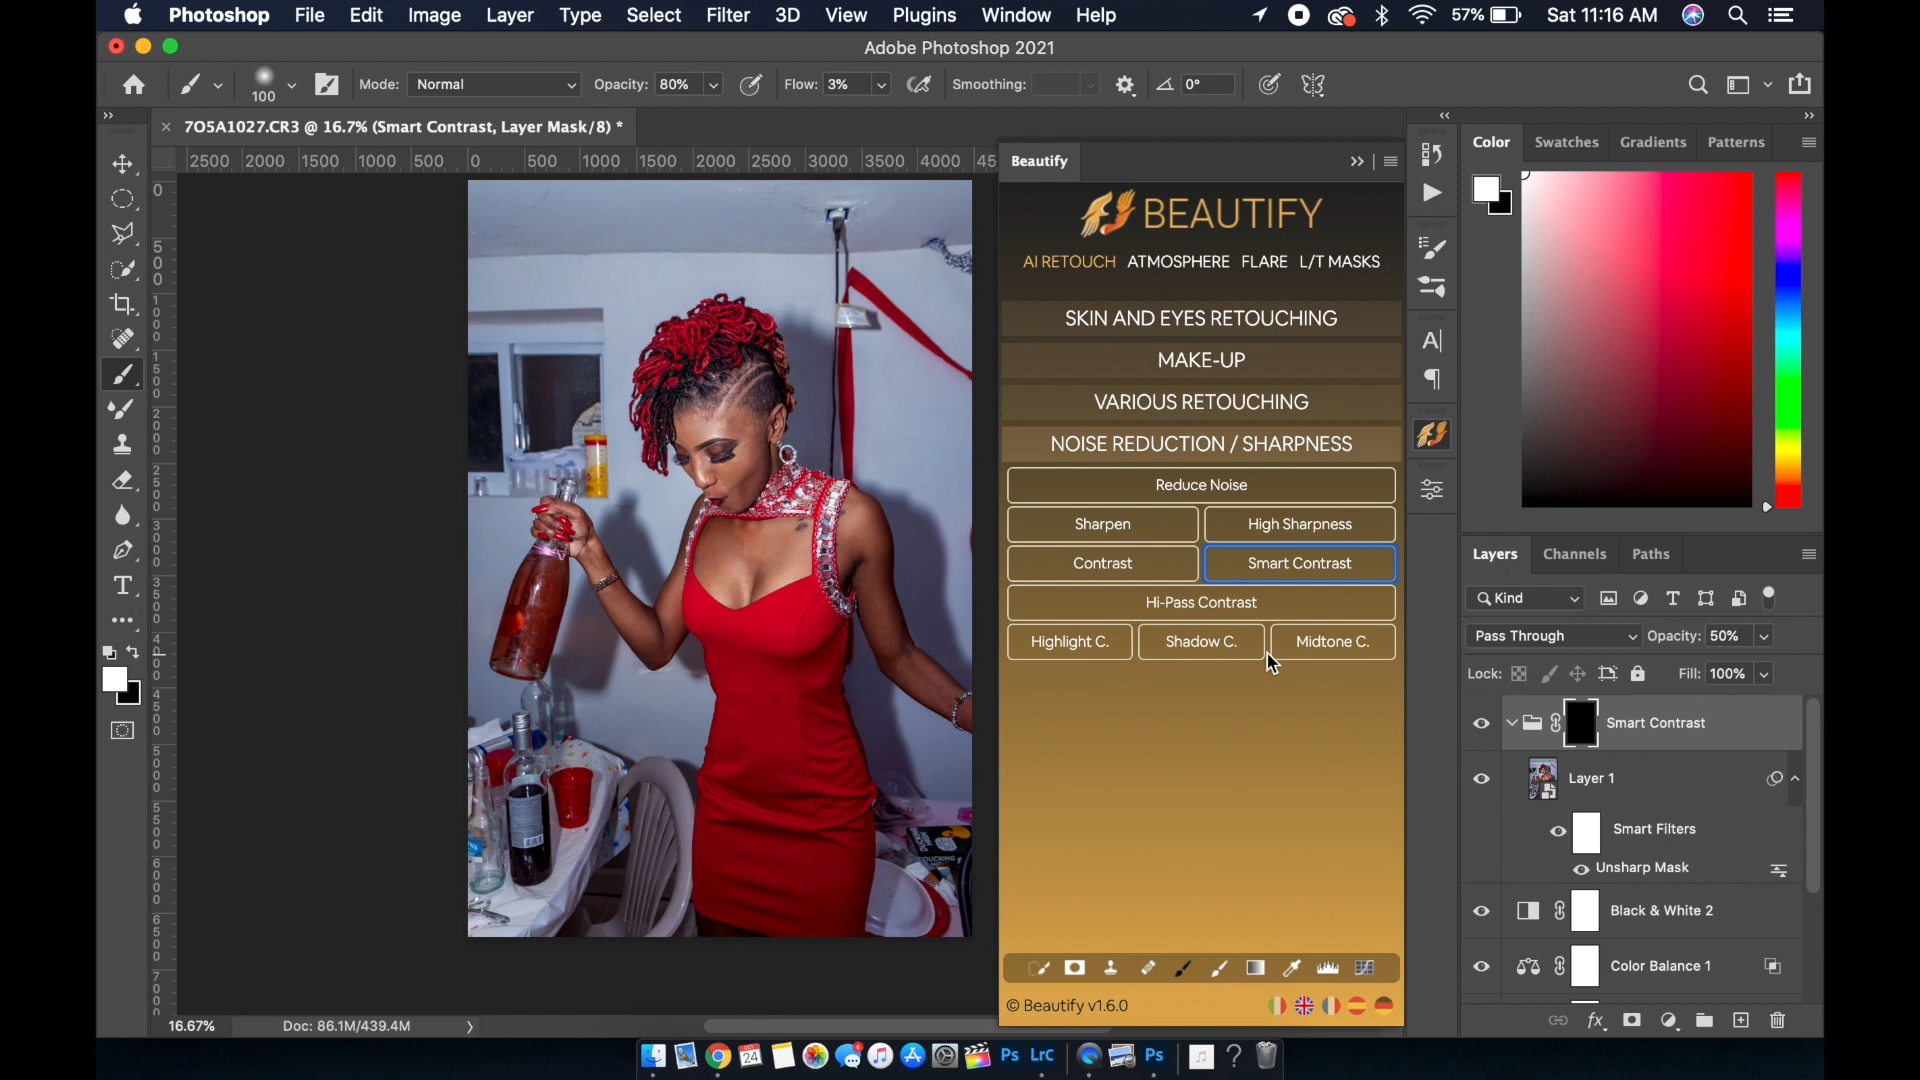 Photoshop File Edit Image Layer Type Select Filter 3D View Plugins Window Help 57% Sat 11:16 AM
Adobe Photoshop 2021
100 Mode: Normal Opacity: 80% Flow: 3% Smoothing: 0°
7O5A1027.CR3 @ 16.7% (Smart Contrast, Layer Mask/8) *
2500 2000 1500 1000 500 0 500 1000 1500 2000 2500 3000 3500 4000 45
0 500 1000 1500 2000 2500 3000 3500 4000 4500 5000 5500 6000 6500 7000
Beautify
BEAUTIFY
AI RETOUCH ATMOSPHERE FLARE L/T MASKS
SKIN AND EYES RETOUCHING
MAKE-UP
VARIOUS RETOUCHING
NOISE REDUCTION / SHARPNESS
Reduce Noise
Sharpen High Sharpness
Contrast Smart Contrast
Hi-Pass Contrast
Highlight C. Shadow C. Midtone C.
© Beautify v1.6.0
Color Swatches Gradients Patterns
Layers Channels Paths
Kind
Pass Through Opacity: 50%
Lock: Fill: 100%
Smart Contrast
Layer 1
Smart Filters
Unsharp Mask
Black & White 2
Color Balance 1
fx
16.67% Doc: 86.1M/439.4M
OCT 24 6 Ps LrC Ps